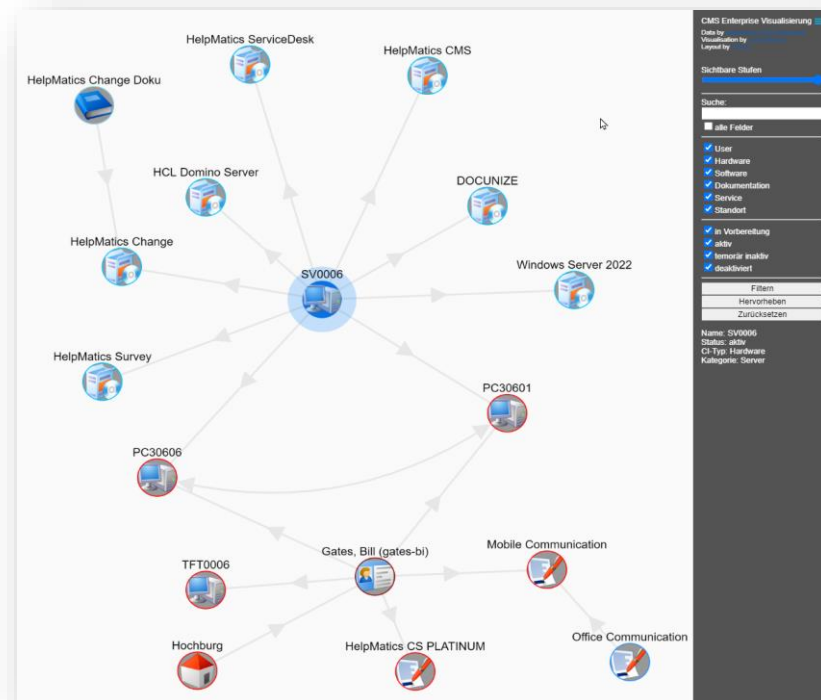 HelpMatics ServiceDesk
HelpMatics CMS
HelpMatics Change Doku
HCL Domino Server
DOCUNIZE
HelpMatics Change
SV0006
Windows Server 2022
HelpMatics Survey
PC30601
PC30606
Gates, Bill (gates-bi)
Mobile Communication
TFT0006
Hochburg
HelpMatics CS PLATINUM
Office Communication
CMS Enterprise Visualisierung
Data by
Visualisation by
Layout by
Sichtbare Stufen
Suche:
alle Felder
User
Hardware
Software
Dokumentation
Service
Standort
in Vorbereitung
aktiv
temorär inaktiv
deaktiviert
Filtern
Hervorheben
Zurücksetzen
Name: SV0006
Status: aktiv
CI-Typ: Hardware
Kategorie: Server